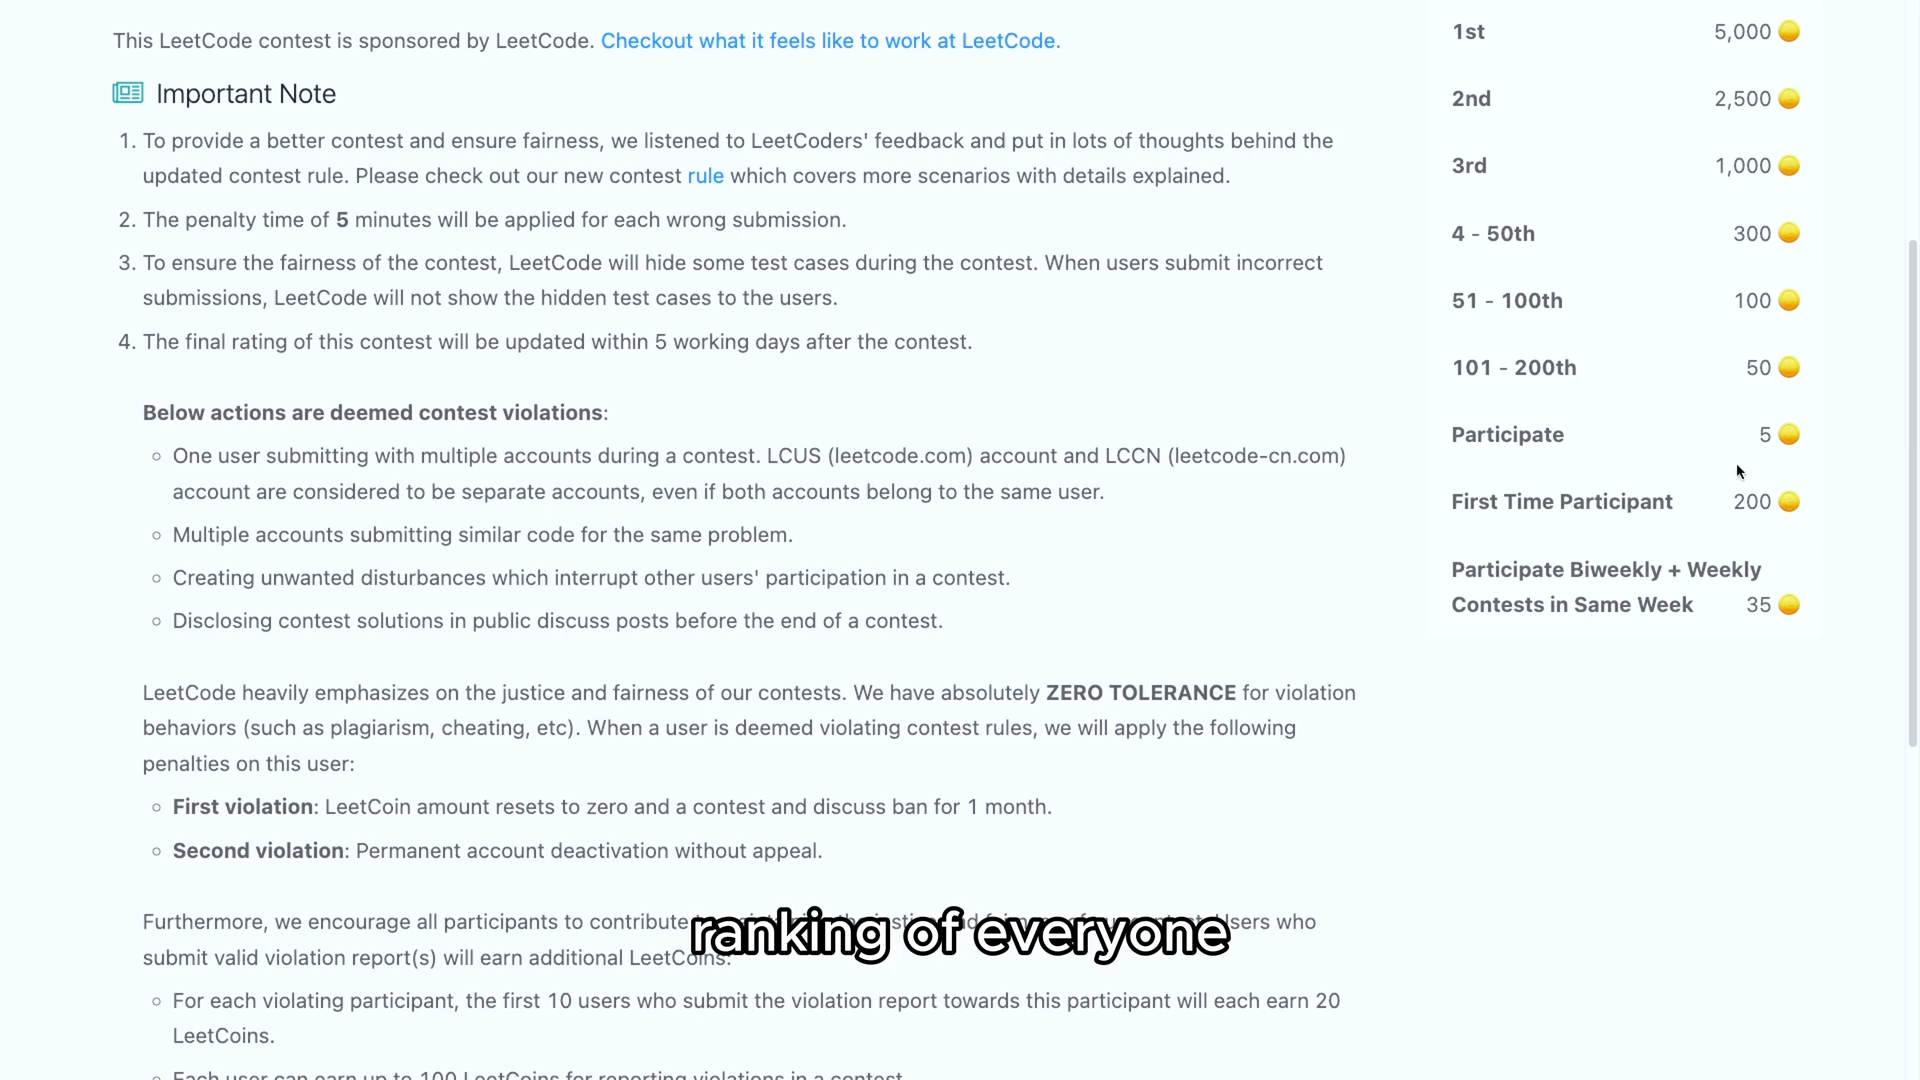 This LeetCode contest is sponsored by LeetCode. Checkout what it feels like to work at LeetCode.
Important Note
1. To provide a better contest and ensure fairness, we listened to LeetCoders' feedback and put in lots of thoughts behind the
updated contest rule. Please check out our new contest rule which covers more scenarios with details explained.
2. The penalty time of 5 minutes will be applied for each wrong submission.
3. To ensure the fairness of the contest, LeetCode will hide some test cases during the contest. When users submit incorrect
submissions, LeetCode will not show the hidden test cases to the users.
4. The final rating of this contest will be updated within 5 working days after the contest.
Below actions are deemed contest violations:
One user submitting with multiple accounts during a contest. LCUS (leetcode.com) account and LCCN (leetcode-cn.com)
account are considered to be separate accounts, even if both accounts belong to the same user.
Multiple accounts submitting similar code for the same problem.
Creating unwanted disturbances which interrupt other users' participation in a contest.
Disclosing contest solutions in public discuss posts before the end of a contest.
LeetCode heavily emphasizes on the justice and fairness of our contests. We have absolutely ZERO TOLERANCE for violation
behaviors (such as plagiarism, cheating, etc). When a user is deemed violating contest rules, we will apply the following
penalties on this user:
First violation: LeetCoin amount resets to zero and a contest and discuss ban for 1 month.
Second violation: Permanent account deactivation without appeal.
Furthermore, we encourage all participants to contribute Users who
submit valid violation report(s) will earn additional LeetCoins:
For each violating participant, the first 10 users who submit the violation report towards this participant will each earn 20
LeetCoins.
Each user can earn up to 100 LeetCoins for reporting violations in a contest.
ranking of everyone
1st 5,000
2nd 2,500
3rd 1,000
4 - 50th 300
51 - 100th 100
101 - 200th 50
Participate 5
First Time Participant 200
Participate Biweekly + Weekly
Contests in Same Week 35